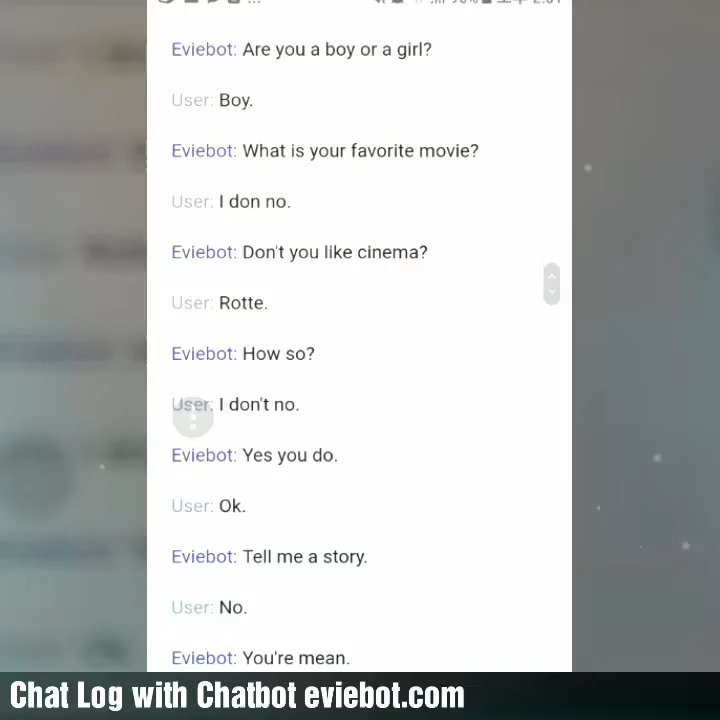 Eviebot: Are you a boy or a girl?
User: Boy.
Eviebot: What is your favorite movie?
User: I don no.
Eviebot: Don't you like cinema?
User: Rotte.
Eviebot: How so?
User: I don't no.
Eviebot: Yes you do.
User: Ok.
Eviebot: Tell me a story.
User: No.
Eviebot: You're mean.
Chat Log with Chatbot eviebot.com